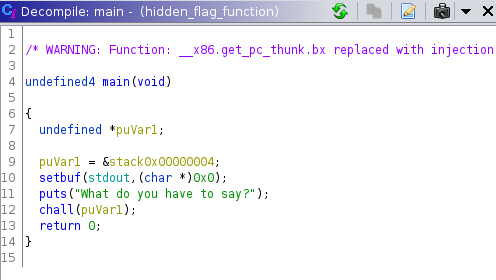 Decompile: main - (hidden_flag_function)
1
2 /* WARNING: Function: __x86.get_pc_thunk.bx replaced with injection
3
4 undefined4 main(void)
5
6 {
7 undefined *puVar1;
8
9 puVar1 = &stack0x00000004;
10 setbuf(stdout,(char *)0x0);
11 puts("What do you have to say?");
12 chall(puVar1);
13 return 0;
14 }
15